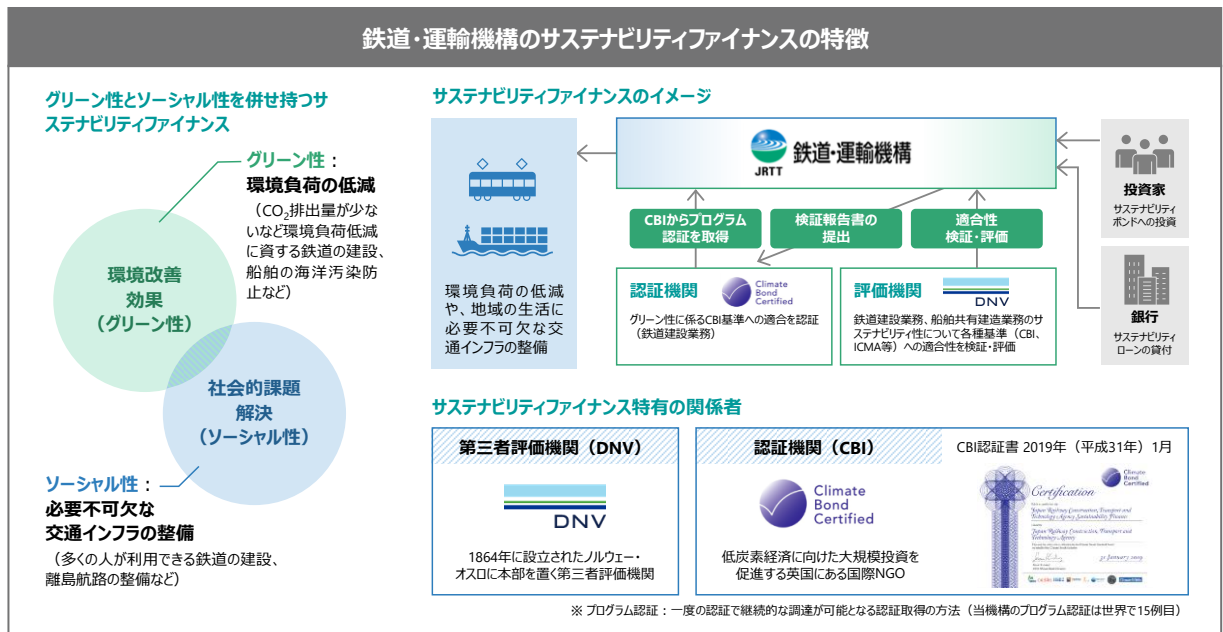 鉄道・運輸機構のサステナビリティファイナンスの特徴
グリーン性とソーシャル性を併せ持つサ
ステナビリティファイナンス
グリーン性：
環境負荷の低減
（CO₂排出量が少な
いなど環境負荷低減
に資する鉄道の建設、
船舶の海洋汚染防
止など）
環境改善
効果
（グリーン性）
社会的課題
解決
（ソーシャル性）
ソーシャル性：
必要不可欠な
交通インフラの整備
（多くの人が利用できる鉄道の建設、
離島航路の整備など）
サステナビリティファイナンスのイメージ
環境負荷の低減
や、地域の生活に
必要不可欠な交
通インフラの整備
JRTT
鉄道・運輸機構
CBIからプログラム
認証を取得
検証報告書の
提出
適合性
検証・評価
認証機関
Climate
Bond
Certified
グリーン性に係るCBI基準への適合を認証
（鉄道建設業務）
評価機関
DNV
鉄道建設業務、船舶共有建造業務のサ
ステナビリティ性について各種基準（CBI、
ICMA等）への適合性を検証・評価
投資家
サステナビリティ
ボンドへの投資
銀行
サステナビリティ
ローンの貸付
サステナビリティファイナンス特有の関係者
第三者評価機関（DNV）
DNV
1864年に設立されたノルウェー・
オスロに本部を置く第三者評価機関
認証機関（CBI）
Climate
Bond
Certified
低炭素経済に向けた大規模投資を
促進する英国にある国際NGO
CBI認証書 2019年（平成31年）1月
Climate
Bond
Certified
Certification
Japan Railway Construction, Transport and
Technology Agency Sustainability Finance
Japan Railway Construction, Transport and
Technology Agency
31 January 2019
※ プログラム認証：一度の認証で継続的な調達が可能となる認証取得の方法（当機構のプログラム認証は世界で15例目）